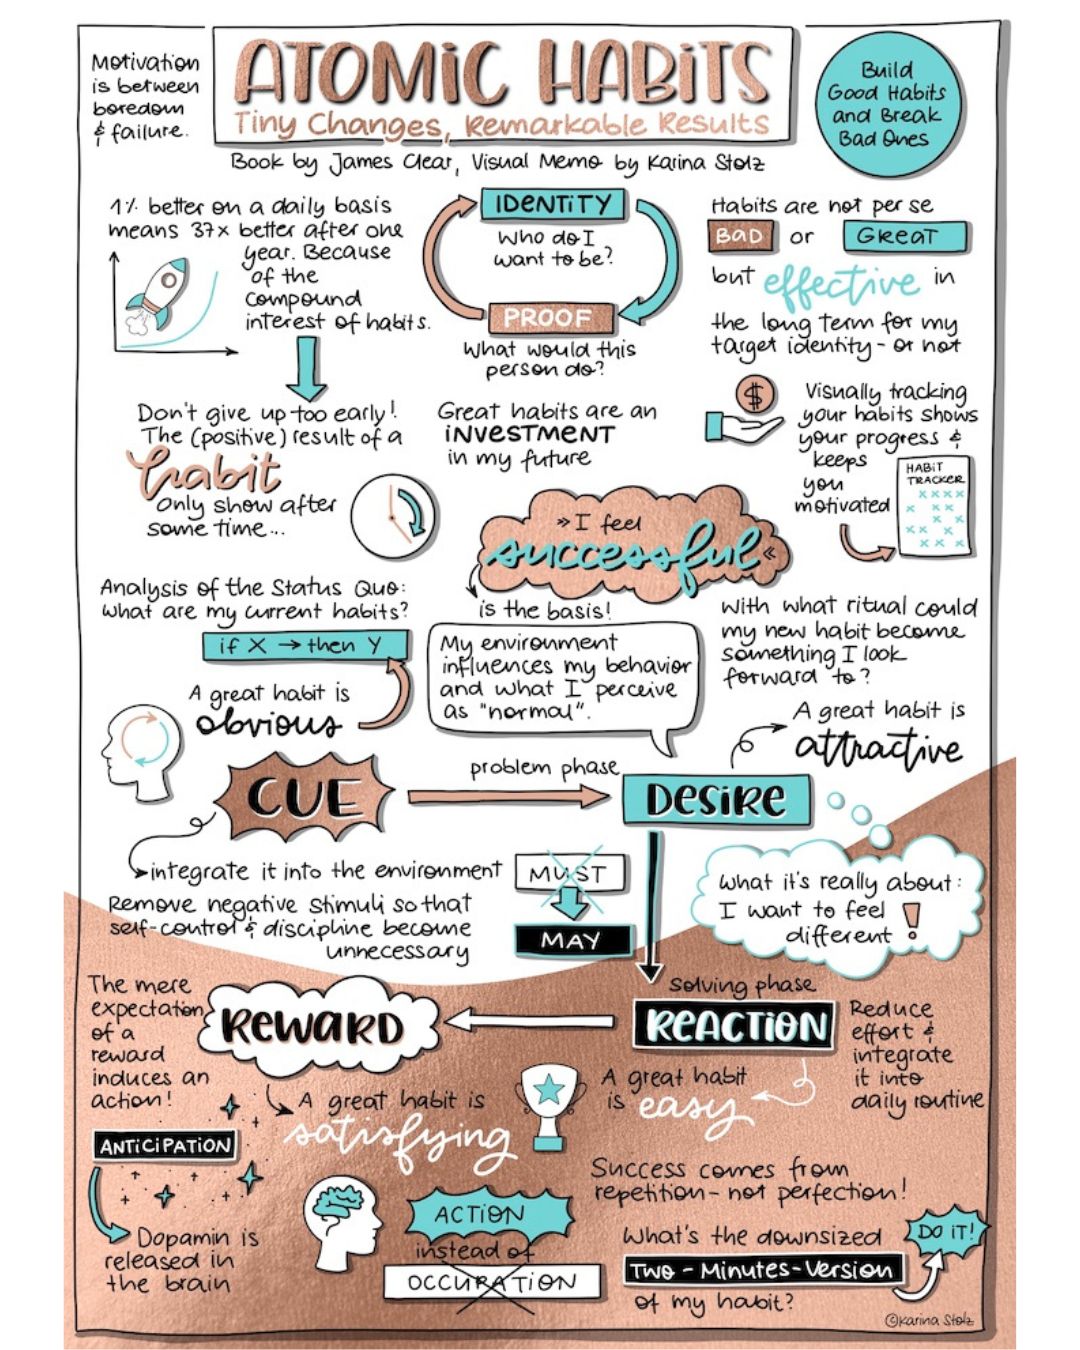 Motivation
is between
boredom
& failure.
ATOMIC HABITS
Tiny Changes, Remarkable Results
Build
Good Habits
and Break
Bad Ones
Book by James Clear, Visual Memo by Karina Stolz
1% better on a daily basis
means 37x better after one
year. Because
of the
compound
interest of habits.
IDENTITY
Who do I
want to be?
PROOF
What would this
person do?
Habits are not per se
BAD or GREAT
but effective in
the long term for my
target identity - or not
Don't give up too early!
The (positive) result of a
habit
only show after
some time...
Great habits are an
INVESTMENT
in my future
$
Visually tracking
your habits shows
your progress &
keeps
you
motivated
HABIT
TRACKER
x x x x
x x x
x x x
x x
x x x
»I feel
successful«
is the basis!
Analysis of the Status Quo:
What are my current habits?
if X → then Y
A great habit is
obvious
My environment
influences my behavior
and what I perceive
as "normal".
With what ritual could
my new habit become
something I look
forward to?
A great habit is
attractive
CUE
problem phase
DESIRE
integrate it into the environment
Remove negative stimuli so that
self-control & discipline become
unnecessary
MUST
MAY
What it's really about:
I want to feel
different !
The mere
expectation
of a
reward
induces an
action!
REWARD
solving phase
REACTION
Reduce
effort &
integrate
it into
daily routine
A great habit is
satisfying
A great habit
is easy
ANTICIPATION
Dopamin is
released in
the brain
ACTION
instead of
OCCUPATION
Success comes from
repetition - not perfection!
What's the downsized
Two-Minutes-Version
of my habit?
DO IT!
©Karina Stolz